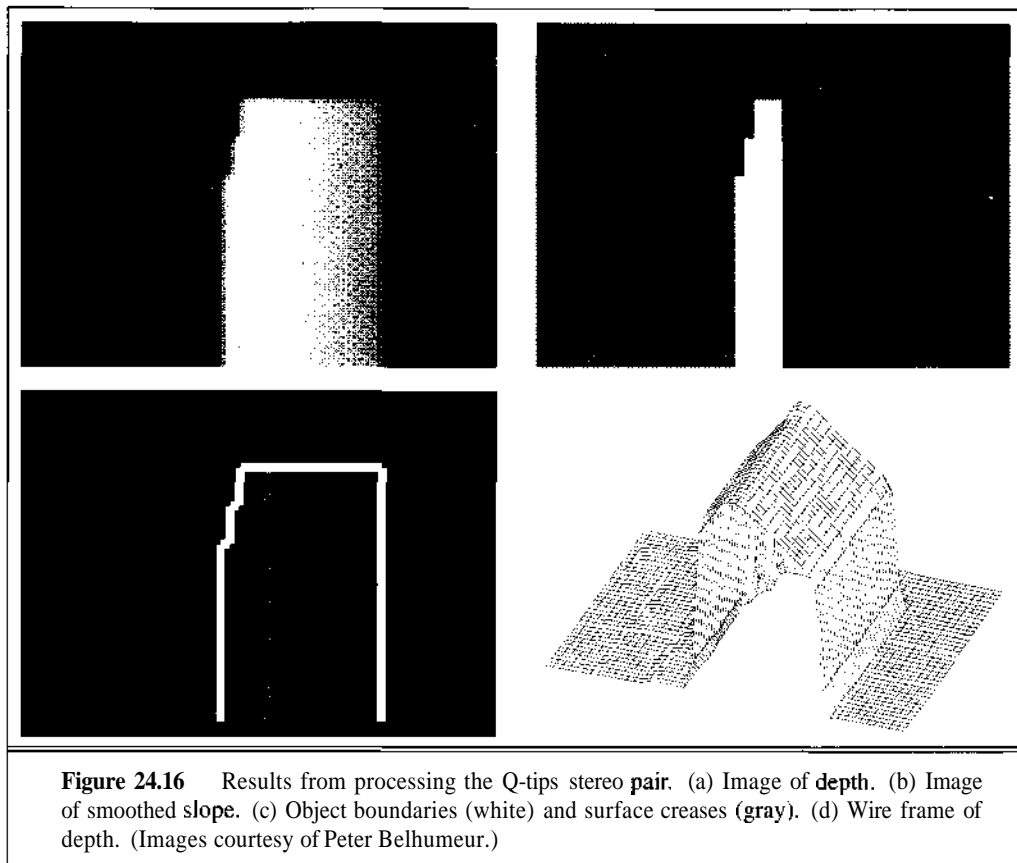 Figure 24.16 Results from processing the Q-tips stereo pair. (a) Image of depth. (b) Image
of smoothed slope. (c) Object boundaries (white) and surface creases (gray). (d) Wire frame of
depth. (Images courtesy of Peter Belhumeur.)